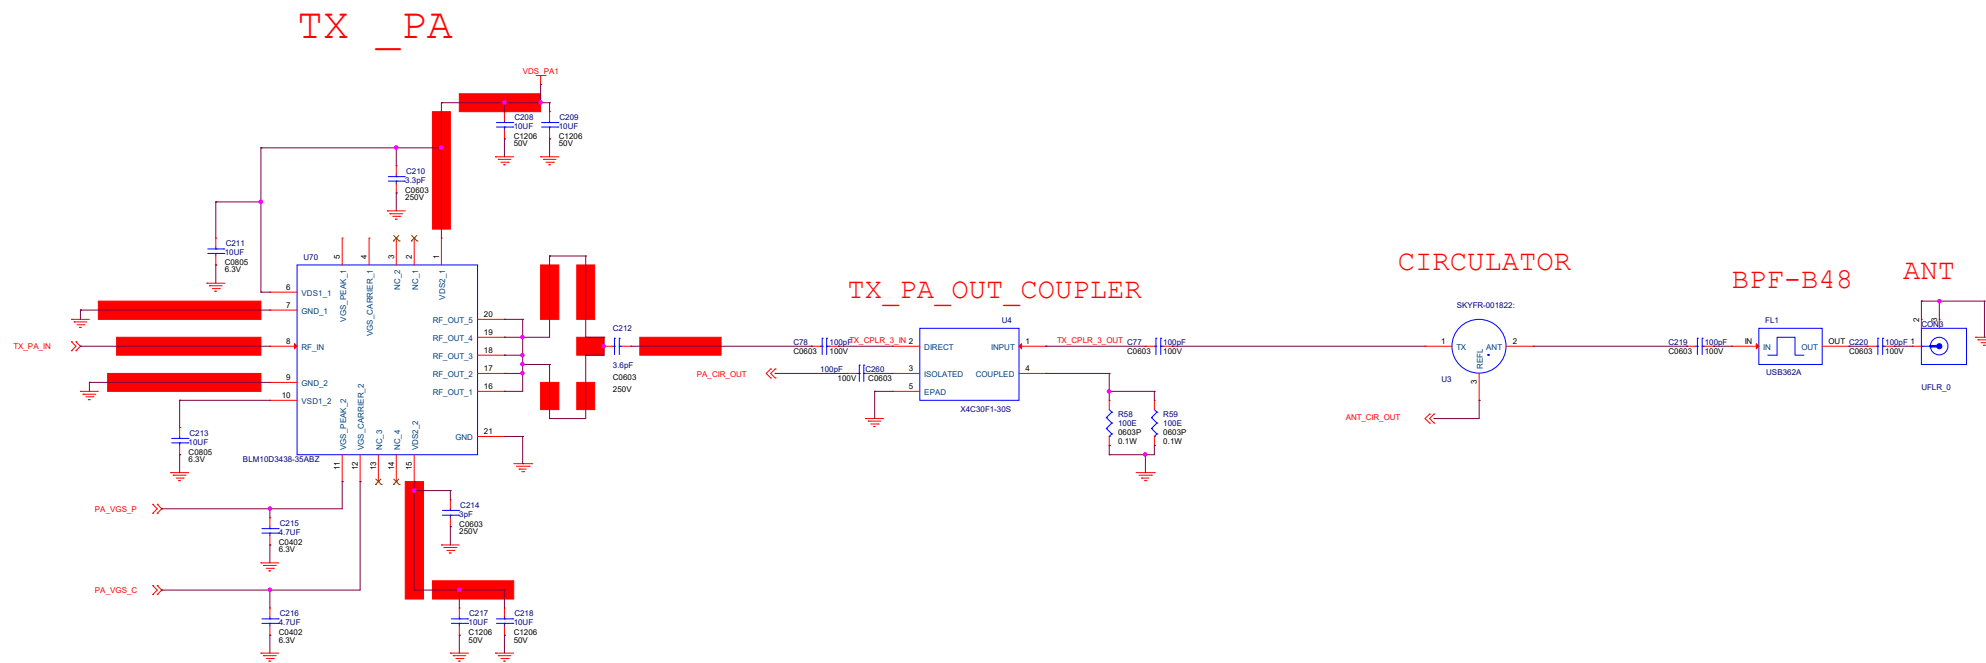 TX _PA
VDS_PA1
C208
10UF
C1206
50V
C209
10UF
C1206
50V
C210
3.3pF
C0603
250V
C211
10UF
C0805
6.3V
U70
5
4
3
2
1
VGS_PEAK_1
VGS_CARRIER_1
NC_2
NC_1
VDS2_1
6
VDS1_1
7
GND_1
TX_PA_IN
8
RF_IN
9
GND_2
10
VSD1_2
RF_OUT_5
20
RF_OUT_4
19
RF_OUT_3
18
RF_OUT_2
17
RF_OUT_1
16
GND
21
VGS_PEAK_2
VGS_CARRIER_2
NC_3
NC_4
VDS2_2
11
12
13
14
15
BLM10D3438-35ABZ
C213
10UF
C0805
6.3V
PA_VGS_P
C215
4.7UF
C0402
6.3V
PA_VGS_C
C216
4.7UF
C0402
6.3V
C214
3pF
C0603
250V
C217
10UF
C1206
50V
C218
10UF
C1206
50V
C212
3.6pF
C0603
250V
TX_PA_OUT_COUPLER
C78
100pF
C0603
100V
TX_CPLR_3_IN
PA_CIR_OUT
100pF
C260
100V
C0603
U4
2
DIRECT
3
ISOLATED
5
EPAD
INPUT
1
COUPLED
4
X4C30F1-30S
TX_CPLR_3_OUT
C77
100pF
C0603
100V
R58
100E
0603P
0.1W
R59
100E
0603P
0.1W
CIRCULATOR
SKYFR-001822:
1
TX
ANT
2
REFL
3
U3
ANT_CIR_OUT
BPF-B48
C219
100pF
C0603
100V
IN
FL1
IN
OUT
USB362A
OUT
C220
100pF
C0603
100V
ANT
1
2
3
CON3
UFLR_0